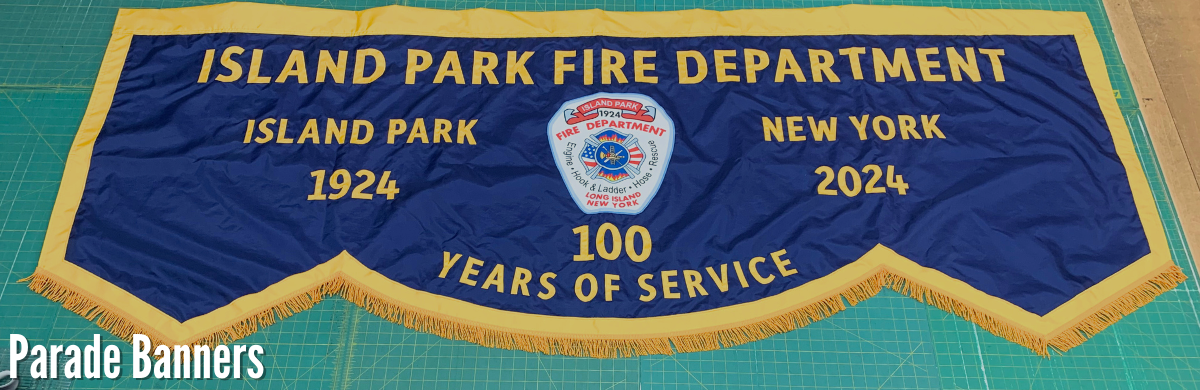 ISLAND PARK FIRE DEPARTMENT
ISLAND PARK
1924
ISLAND PARK
1924
FIRE DEPARTMENT
Engine • Hook & Ladder • Hose • Rescue
LONG ISLAND
NEW YORK
NEW YORK
2024
100
YEARS OF SERVICE
Parade Banners